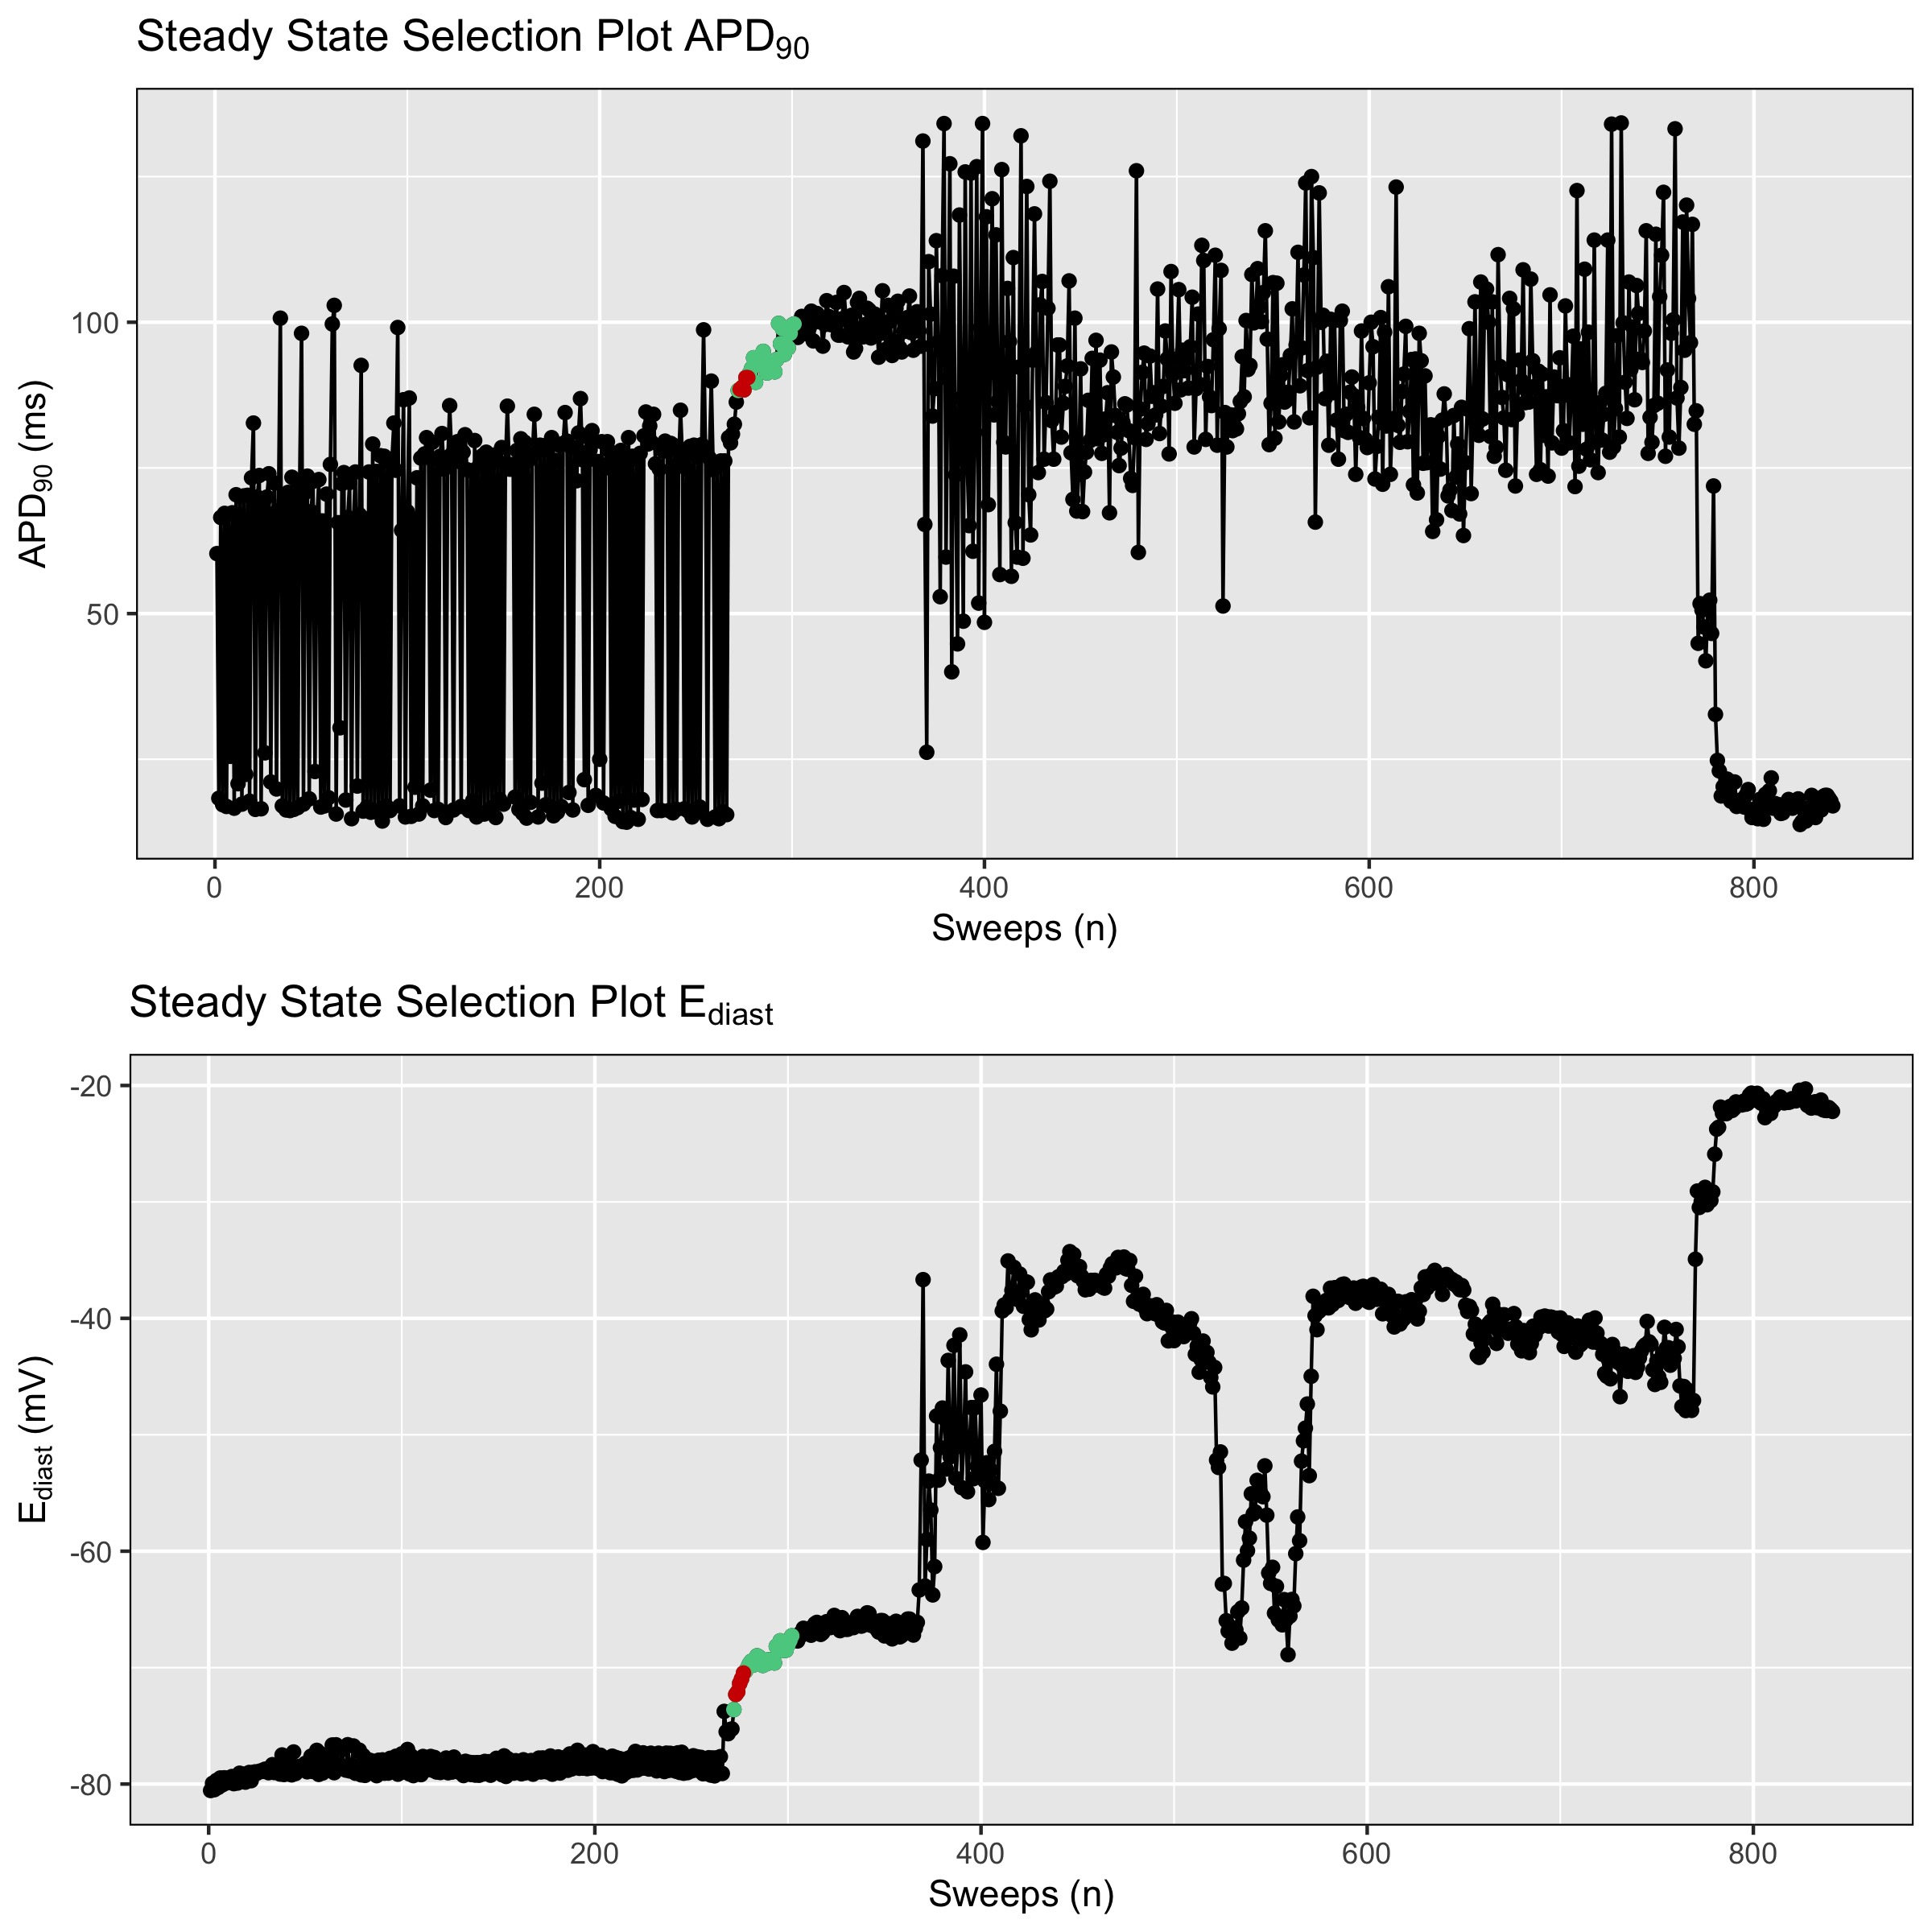 Steady State Selection Plot APD90
100
50
APD90 (ms)
0 200 400 600 800
Sweeps (n)
Steady State Selection Plot Ediast
-20
-40
-60
-80
Ediast (mV)
0 200 400 600 800
Sweeps (n)